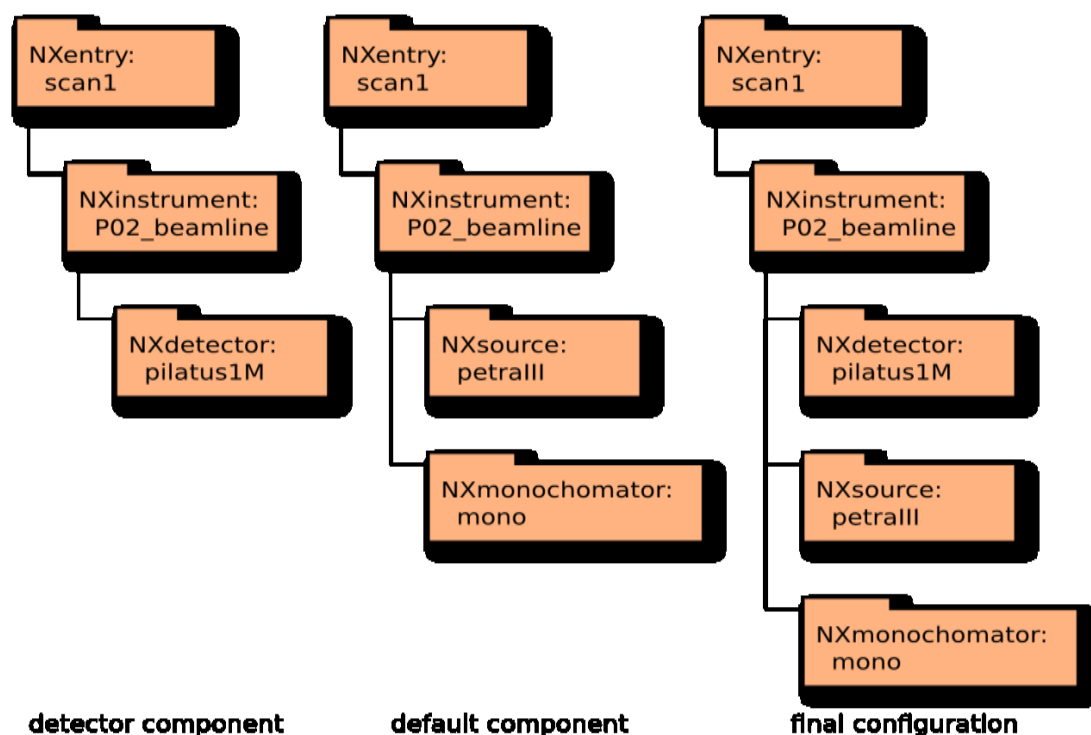 NXentry:
scan1
NXinstrument:
P02_beamline
NXdetector:
pilatus1M
detector component
NXentry:
scan1
NXinstrument:
P02_beamline
NXsource:
petraIII
NXmonochomator:
mono
default component
NXentry:
scan1
NXinstrument:
P02_beamline
NXdetector:
pilatus1M
NXsource:
petraIII
NXmonochomator:
mono
final configuration